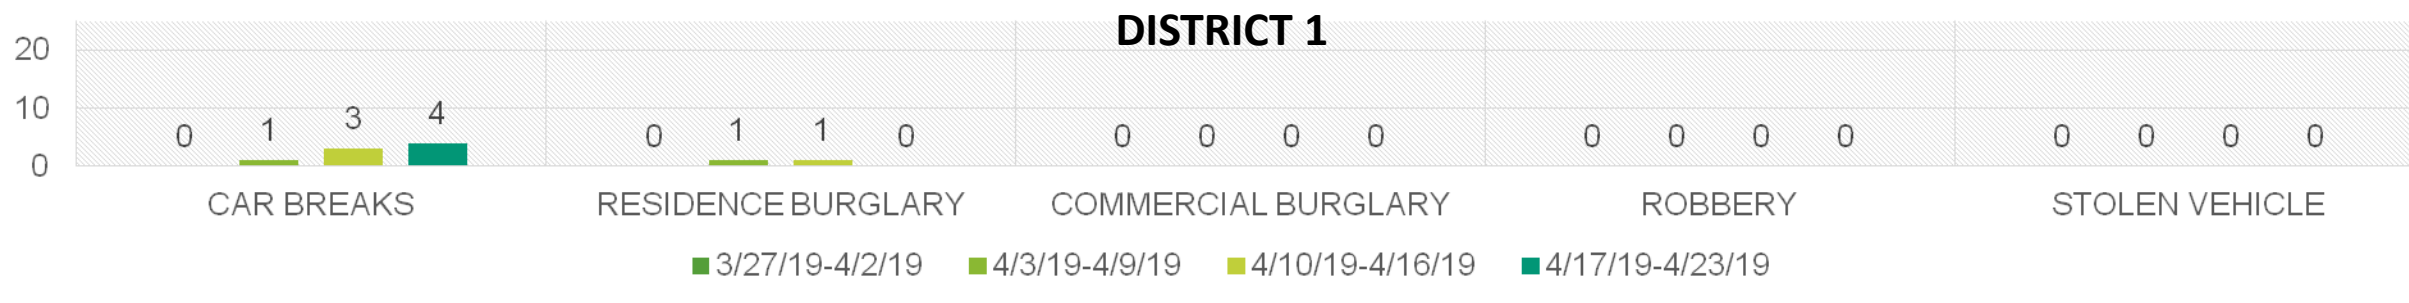 DISTRICT 1
20
10
0
0 1 3 4 0 1 1 0 0 0 0 0 0 0 0 0 0 0 0 0
CAR BREAKS RESIDENCE BURGLARY COMMERCIAL BURGLARY ROBBERY STOLEN VEHICLE
3/27/19-4/2/19 4/3/19-4/9/19 4/10/19-4/16/19 4/17/19-4/23/19